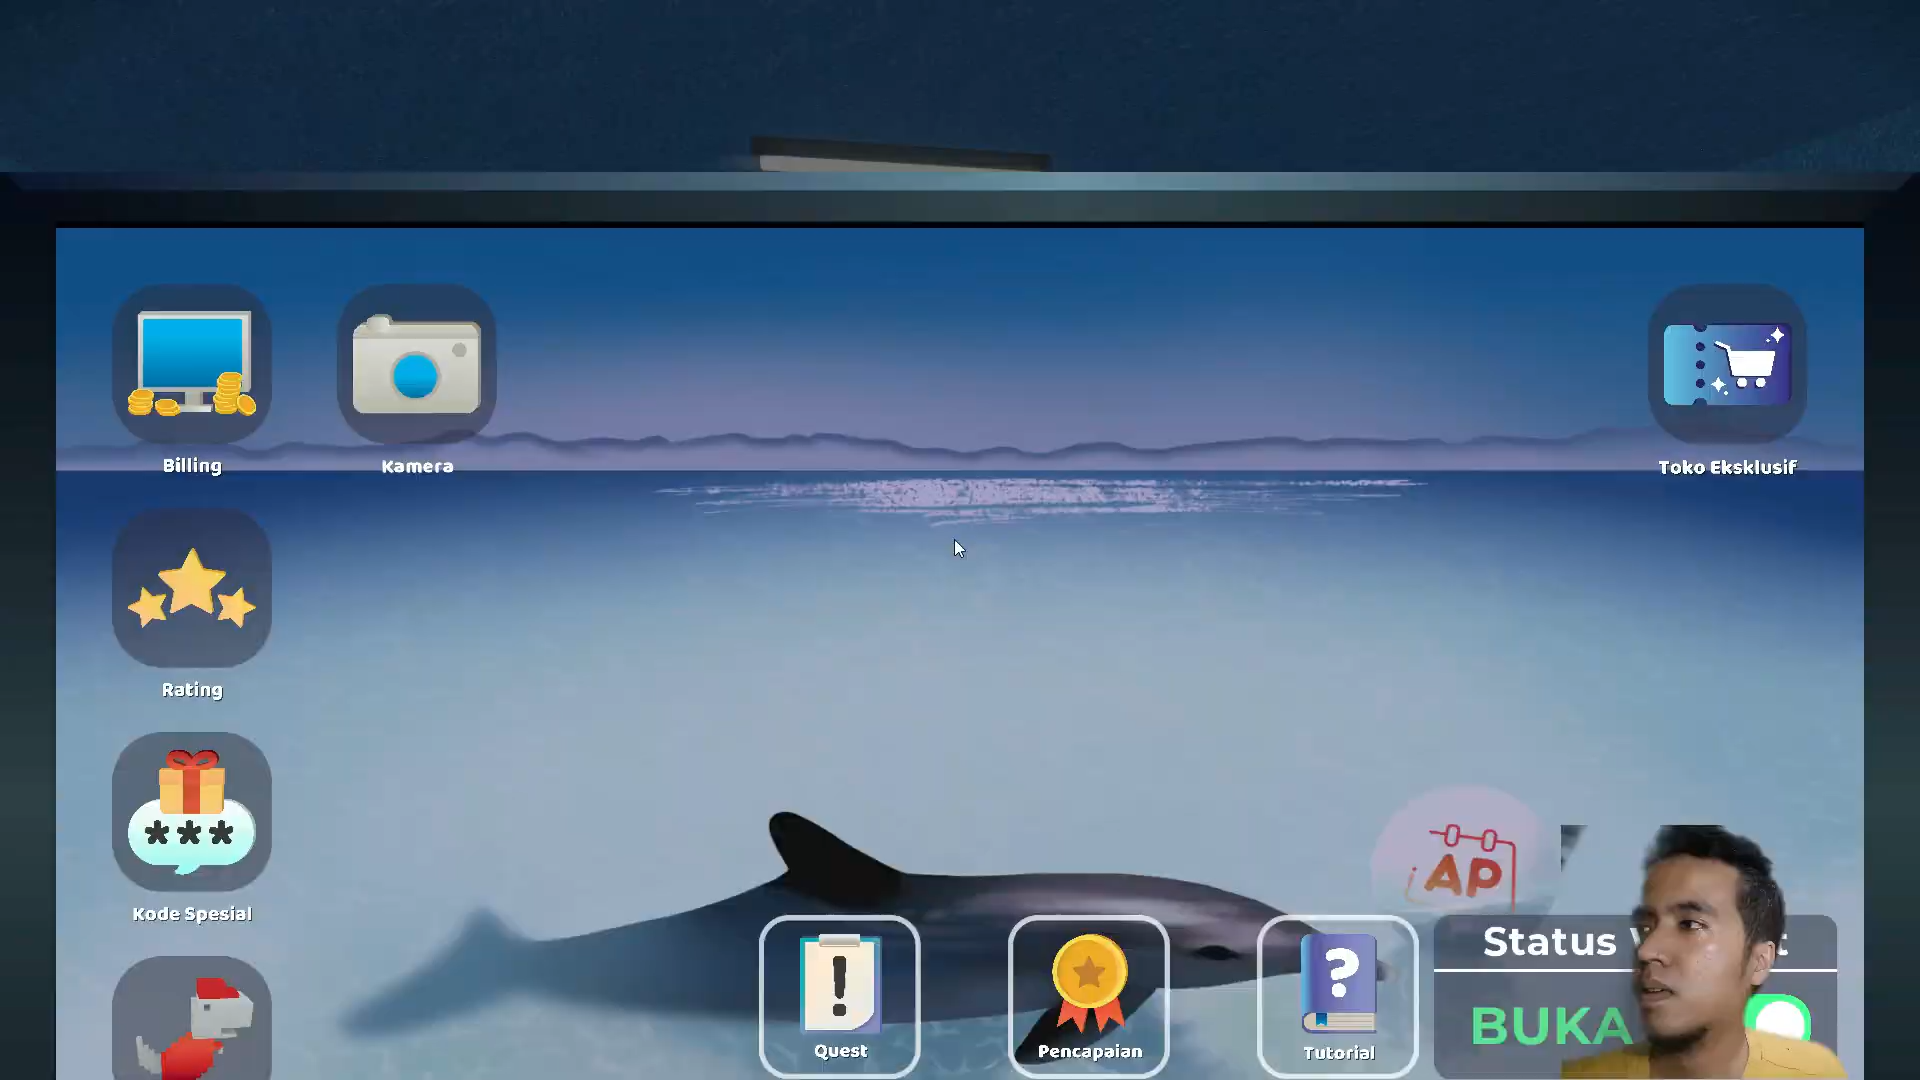 Billing
Kamera
Toko Eksklusif
Rating
***
Kode Spesial
AP
!
Quest
Pencapaian
?
Tutorial
Status
BUKA